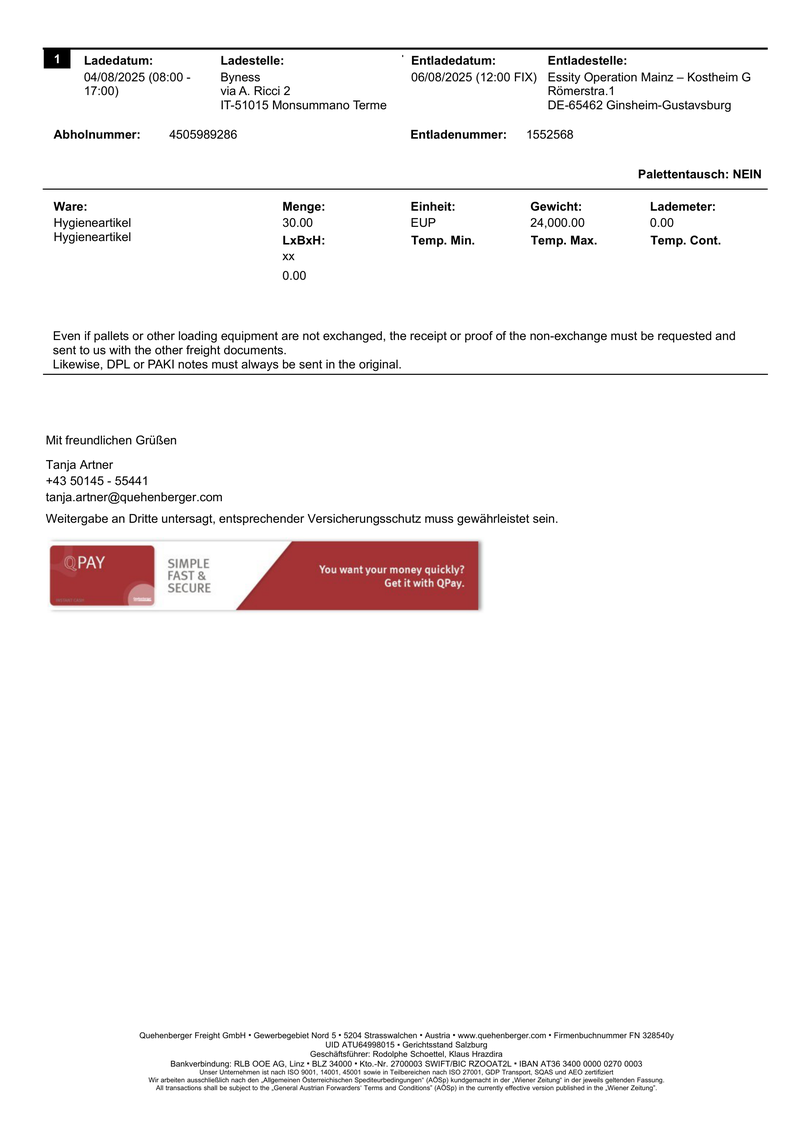 1
Ladedatum: Ladestelle: Entladedatum: Entladestelle:
04/08/2025 (08:00 - Byness 06/08/2025 (12:00 FIX) Essity Operation Mainz – Kostheim G
17:00) via A. Ricci 2 Römerstra.1
IT-51015 Monsummano Terme DE-65462 Ginsheim-Gustavsburg
Abholnummer: 4505989286 Entladenummer: 1552568
Palettentausch: NEIN
Ware: Menge: Einheit: Gewicht: Lademeter:
Hygieneartikel 30.00 EUP 24,000.00 0.00
Hygieneartikel LxBxH: Temp. Min. Temp. Max. Temp. Cont.
xx
0.00
Even if pallets or other loading equipment are not exchanged, the receipt or proof of the non-exchange must be requested and
sent to us with the other freight documents.
Likewise, DPL or PAKI notes must always be sent in the original.
Mit freundlichen Grüßen
Tanja Artner
+43 50145 - 55441
tanja.artner@quehenberger.com
Weitergabe an Dritte untersagt, entsprechender Versicherungsschutz muss gewährleistet sein.
QPAY
SIMPLE
FAST &
SECURE
You want your money quickly?
Get it with QPay.
Quehenberger Freight GmbH • Gewerbegebiet Nord 5 • 5204 Strasswalchen • Austria • www.quehenberger.com • Firmenbuchnummer FN 328540y
UID ATU64998015 • Gerichtsstand Salzburg
Geschäftsführer: Rodolphe Schoettel, Klaus Hrazdira
Bankverbindung: RLB OOE AG, Linz • BLZ 34000 • Kto.-Nr. 2700003 SWIFT/BIC RZOOAT2L • IBAN AT36 3400 0000 0270 0003
Unser Unternehmen ist nach ISO 9001, 14001, 45001 sowie in Teilbereichen nach ISO 27001, GDP Transport, SQAS und AEO zertifiziert
Wir arbeiten ausschließlich nach den „Allgemeinen Österreichischen Spediteurbedingungen“ (AÖSp) kundgemacht in der „Wiener Zeitung“ in der jeweils geltenden Fassung.
All transactions shall be subject to the „General Austrian Forwarders‘ Terms and Conditions“ (AÖSp) in the currently effective version published in the „Wiener Zeitung“.